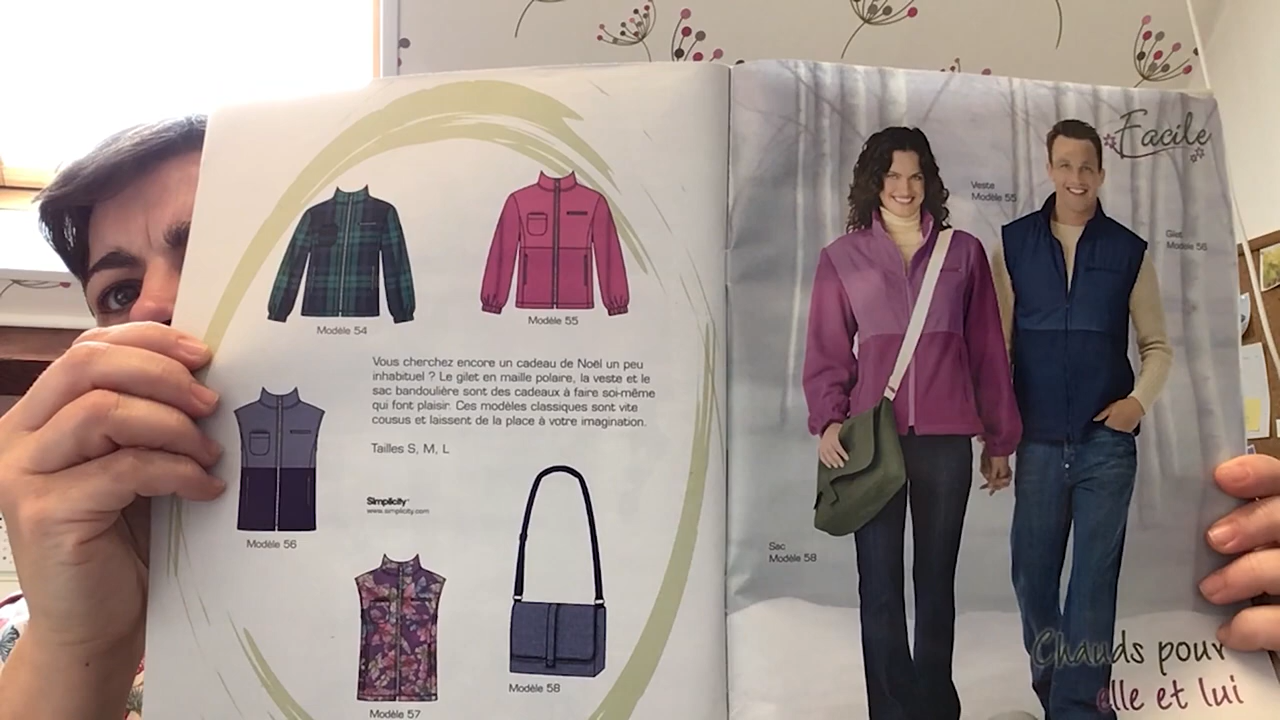 Modèle 54
Modèle 55
Vous cherchez encore un cadeau de Noël un peu
inhabituel ? Le gilet en maille polaire, la veste et le
sac bandoulière sont des cadeaux à faire soi-même
qui font plaisir. Ces modèles classiques sont vite
cousus et laissent de la place à votre imagination.
Tailles S, M, L
Simplicity
www.simplicity.com
Modèle 56
Modèle 58
Modèle 57
Facile
Veste
Modèle 55
Gilet
Modèle 56
Sac
Modèle 58
Chauds pour
elle et lui